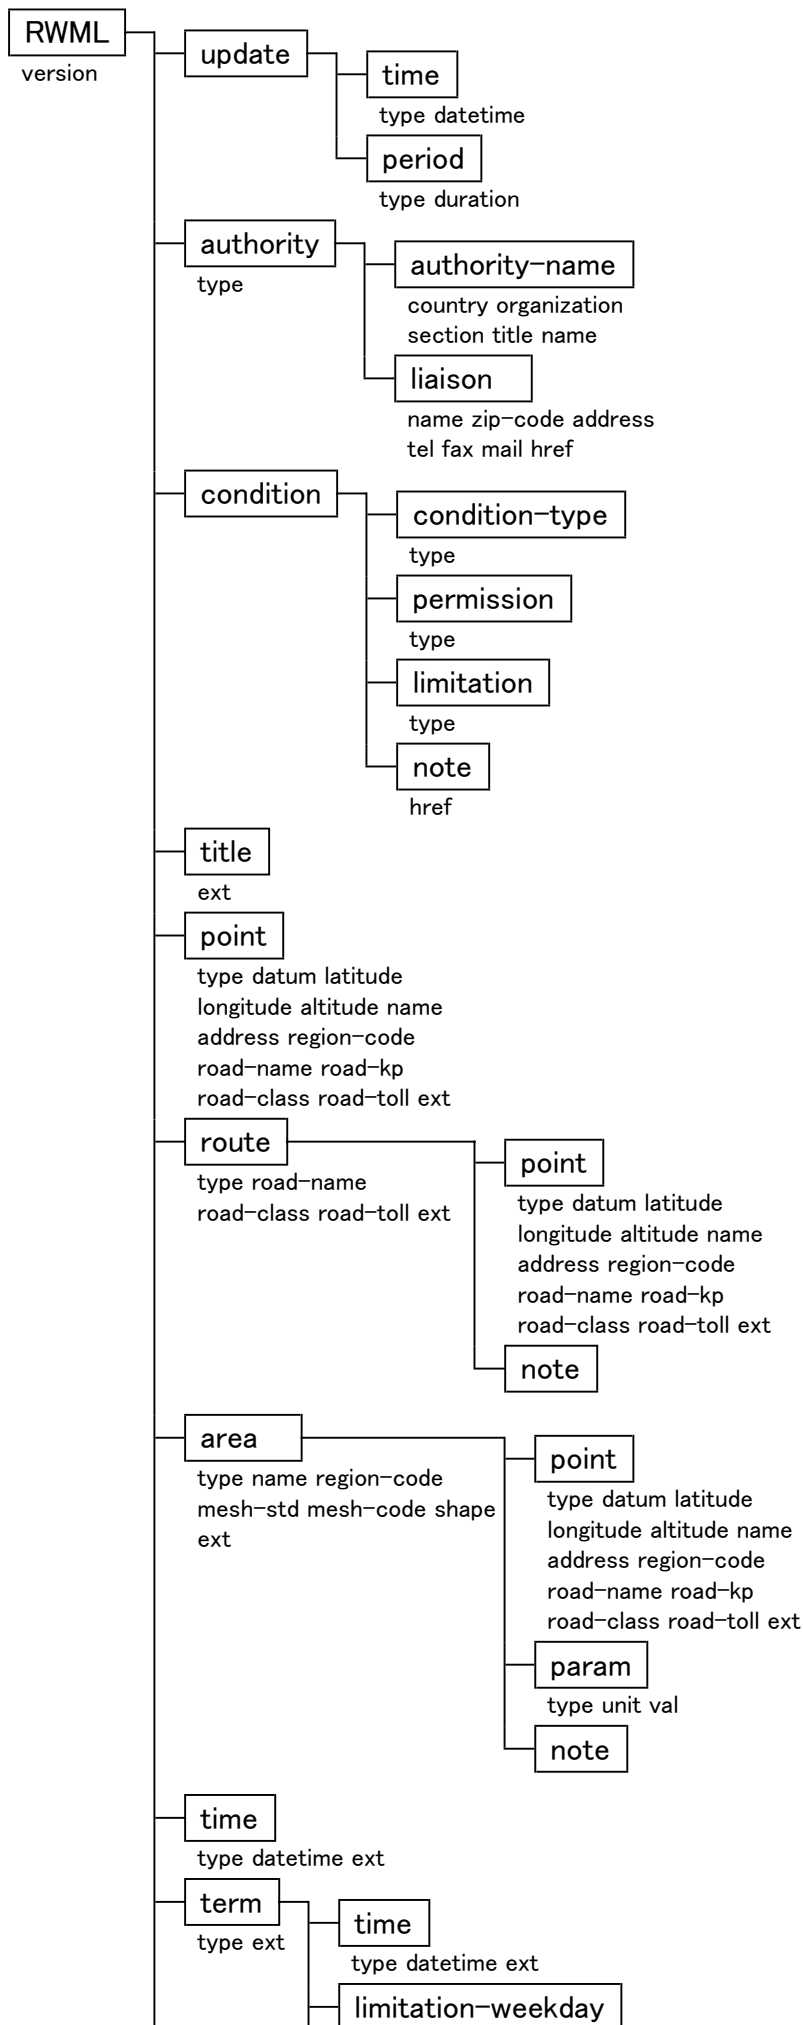 RWML
version
update
time
type datetime
period
type duration
authority
type
authority-name
country organization
section title name
liaison
name zip-code address
tel fax mail href
condition
condition-type
type
permission
type
limitation
type
note
href
title
ext
point
type datum latitude
longitude altitude name
address region-code
road-name road-kp
road-class road-toll ext
route
type road-name
road-class road-toll ext
point
type datum latitude
longitude altitude name
address region-code
road-name road-kp
road-class road-toll ext
note
area
type name region-code
mesh-std mesh-code shape
ext
point
type datum latitude
longitude altitude name
address region-code
road-name road-kp
road-class road-toll ext
param
type unit val
note
time
type datetime ext
term
type ext
time
type datetime ext
limitation-weekday